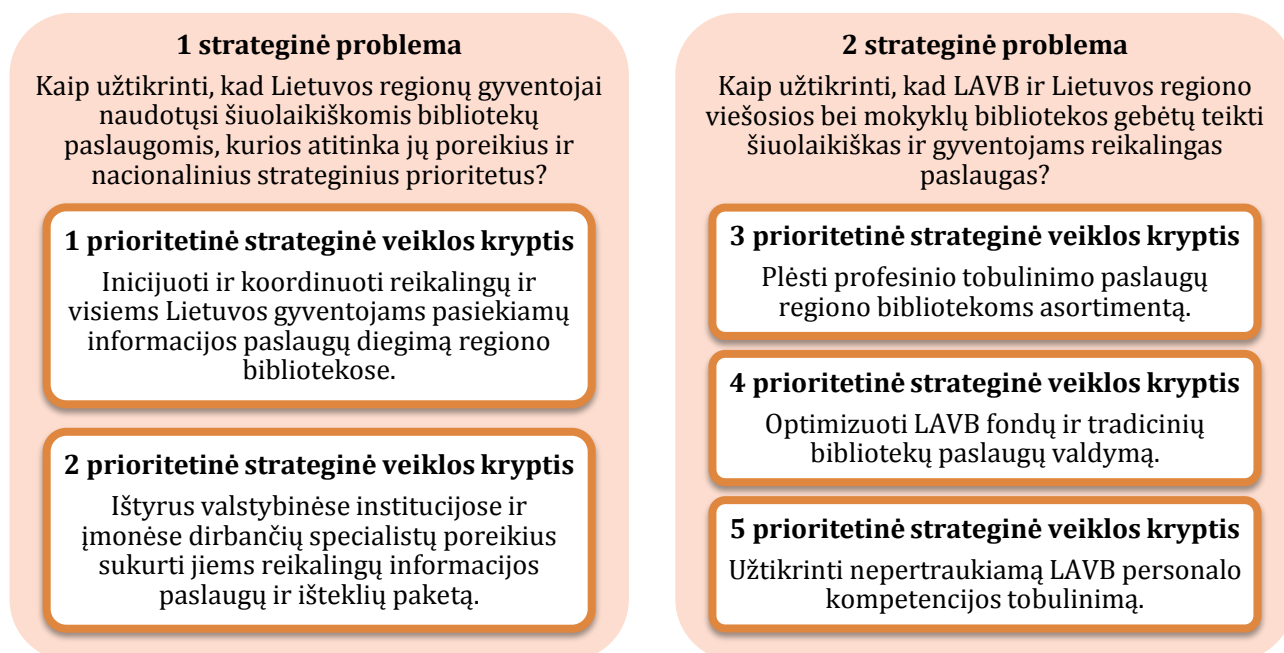 1 strateginė problema
Kaip užtikrinti, kad Lietuvos regionų gyventojai
naudotųsi šiuolaikiškomis bibliotekų
paslaugomis, kurios atitinka jų poreikius ir
nacionalinius strateginius prioritetus?
1 prioritetinė strateginė veiklos kryptis
Inicijuoti ir koordinuoti reikalingų ir
visiems Lietuvos gyventojams pasiekiamų
informacijos paslaugų diegimą regiono
bibliotekose.
2 prioritetinė strateginė veiklos kryptis
Ištyrus valstybinėse institucijose ir
įmonėse dirbančių specialistų poreikius
sukurti jiems reikalingų informacijos
paslaugų ir išteklių paketą.
2 strateginė problema
Kaip užtikrinti, kad LAVB ir Lietuvos regiono
viešosios bei mokyklų bibliotekos gebėtų teikti
šiuolaikiškas ir gyventojams reikalingas
paslaugas?
3 prioritetinė strateginė veiklos kryptis
Plėsti profesinio tobulinimo paslaugų
regiono bibliotekoms asortimentą.
4 prioritetinė strateginė veiklos kryptis
Optimizuoti LAVB fondų ir tradicinių
bibliotekų paslaugų valdymą.
5 prioritetinė strateginė veiklos kryptis
Užtikrinti nepertraukiamą LAVB personalo
kompetencijos tobulinimą.